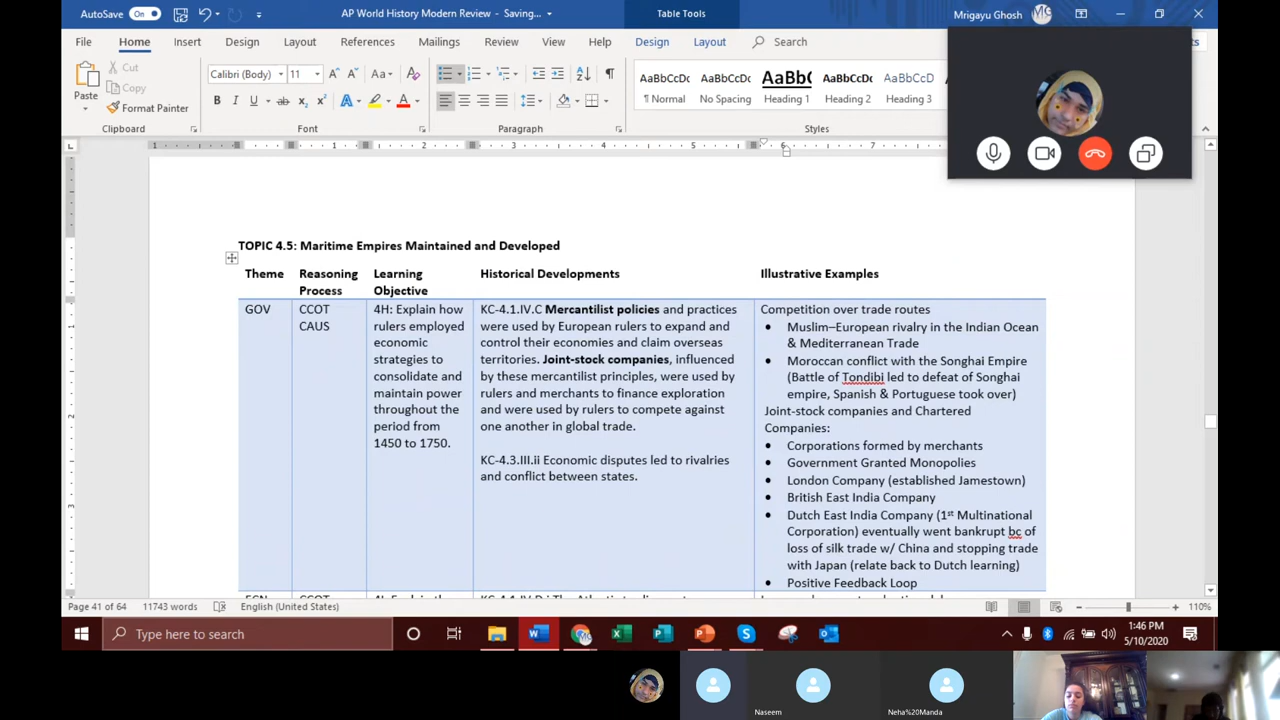 AutoSave On AP World History Modern Review - Saving... Table Tools Mrigayu Ghosh
File Home Insert Design Layout References Mailings Review View Help Design Layout Search
Paste Cut Copy Format Painter
Calibri (Body) 11
AaBbCcDc AaBbCcDc AaBbC AaBbCcDc AaBbCcD
¶ Normal No Spacing Heading 1 Heading 2 Heading 3
Clipboard Font Paragraph Styles
TOPIC 4.5: Maritime Empires Maintained and Developed
Theme
Reasoning
Process
Learning
Objective
Historical Developments
Illustrative Examples
GOV
CCOT
CAUS
4H: Explain how
rulers employed
economic
strategies to
consolidate and
maintain power
throughout the
period from
1450 to 1750.
KC-4.1.IV.C Mercantilist policies and practices
were used by European rulers to expand and
control their economies and claim overseas
territories. Joint-stock companies, influenced
by these mercantilist principles, were used by
rulers and merchants to finance exploration
and were used by rulers to compete against
one another in global trade.
KC-4.3.III.ii Economic disputes led to rivalries
and conflict between states.
Competition over trade routes
• Muslim–European rivalry in the Indian Ocean
& Mediterranean Trade
• Moroccan conflict with the Songhai Empire
(Battle of Tondibi led to defeat of Songhai
empire, Spanish & Portuguese took over)
Joint-stock companies and Chartered
Companies:
• Corporations formed by merchants
• Government Granted Monopolies
• London Company (established Jamestown)
• British East India Company
• Dutch East India Company (1st Multinational
Corporation) eventually went bankrupt bc of
loss of silk trade w/ China and stopping trade
with Japan (relate back to Dutch learning)
• Positive Feedback Loop
Page 41 of 64 11743 words English (United States) 110%
Type here to search
1:46 PM
5/10/2020
Naseem Neha%20Manda